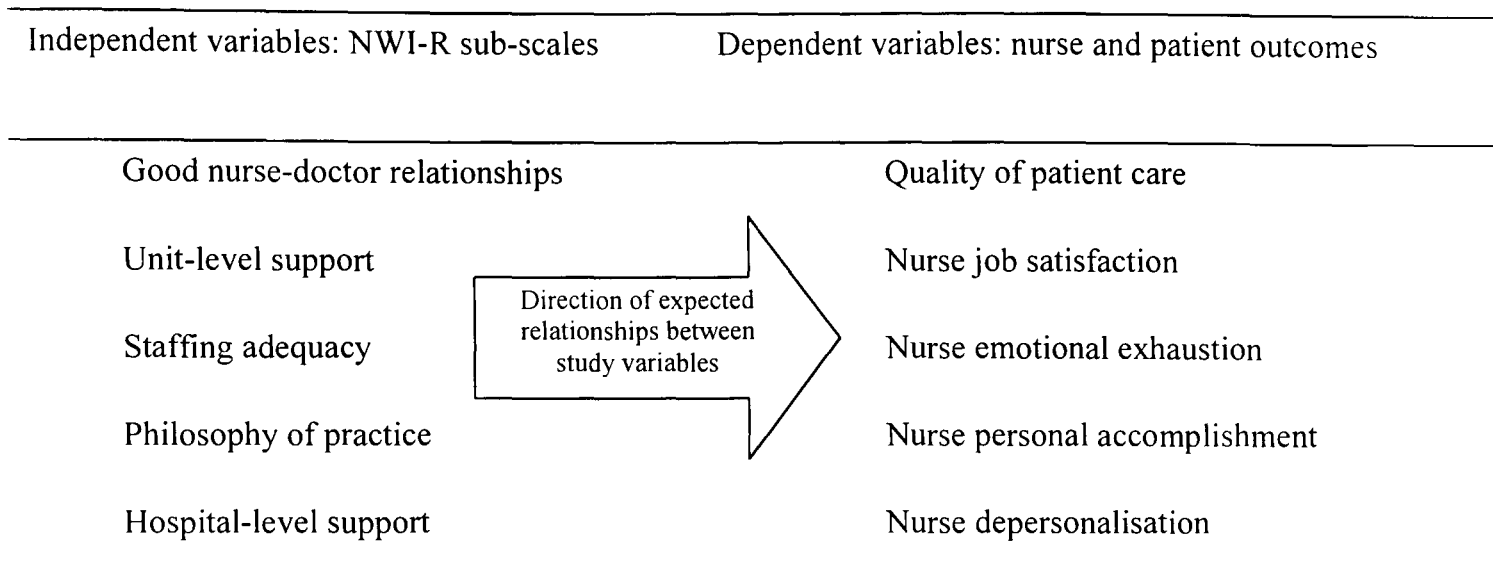 Independent variables: NWI-R sub-scales
Dependent variables: nurse and patient outcomes
Good nurse-doctor relationships
Quality of patient care
Unit-level support
Nurse job satisfaction
Direction of expected
relationships between
study variables
Staffing adequacy
Nurse emotional exhaustion
Philosophy of practice
Nurse personal accomplishment
Hospital-level support
Nurse depersonalisation